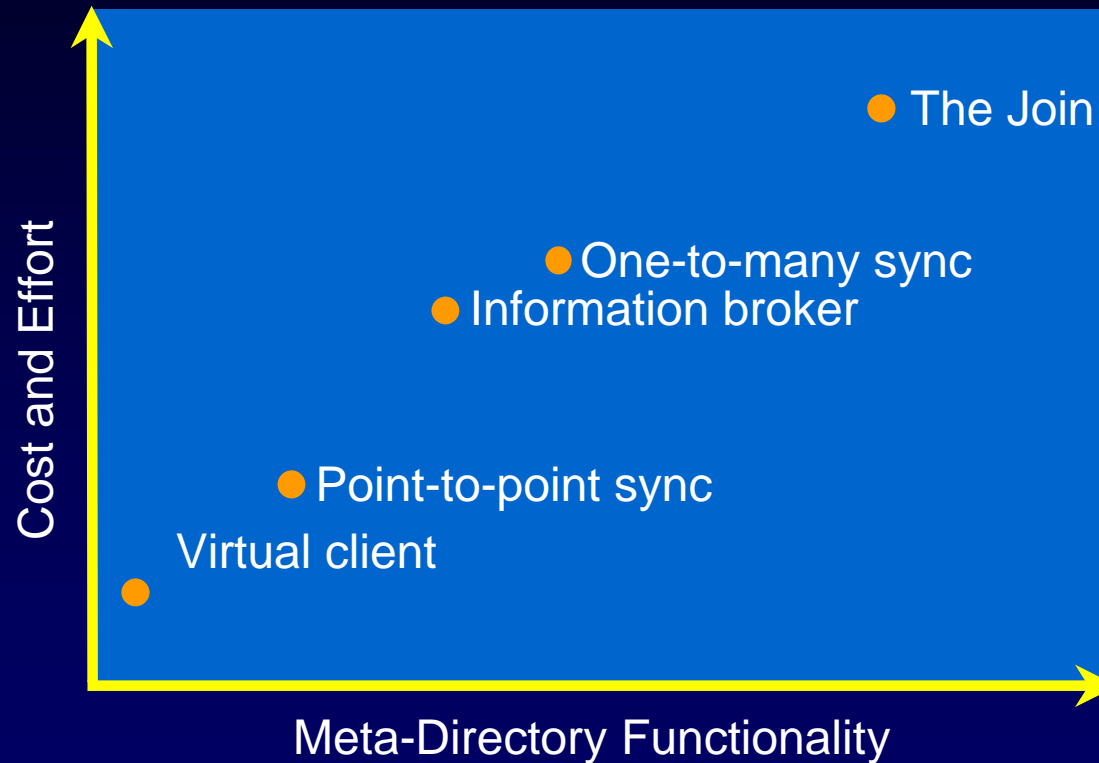 The Join
One-to-many sync
Information broker
Point-to-point sync
Virtual client
Cost and Effort
Meta-Directory Functionality